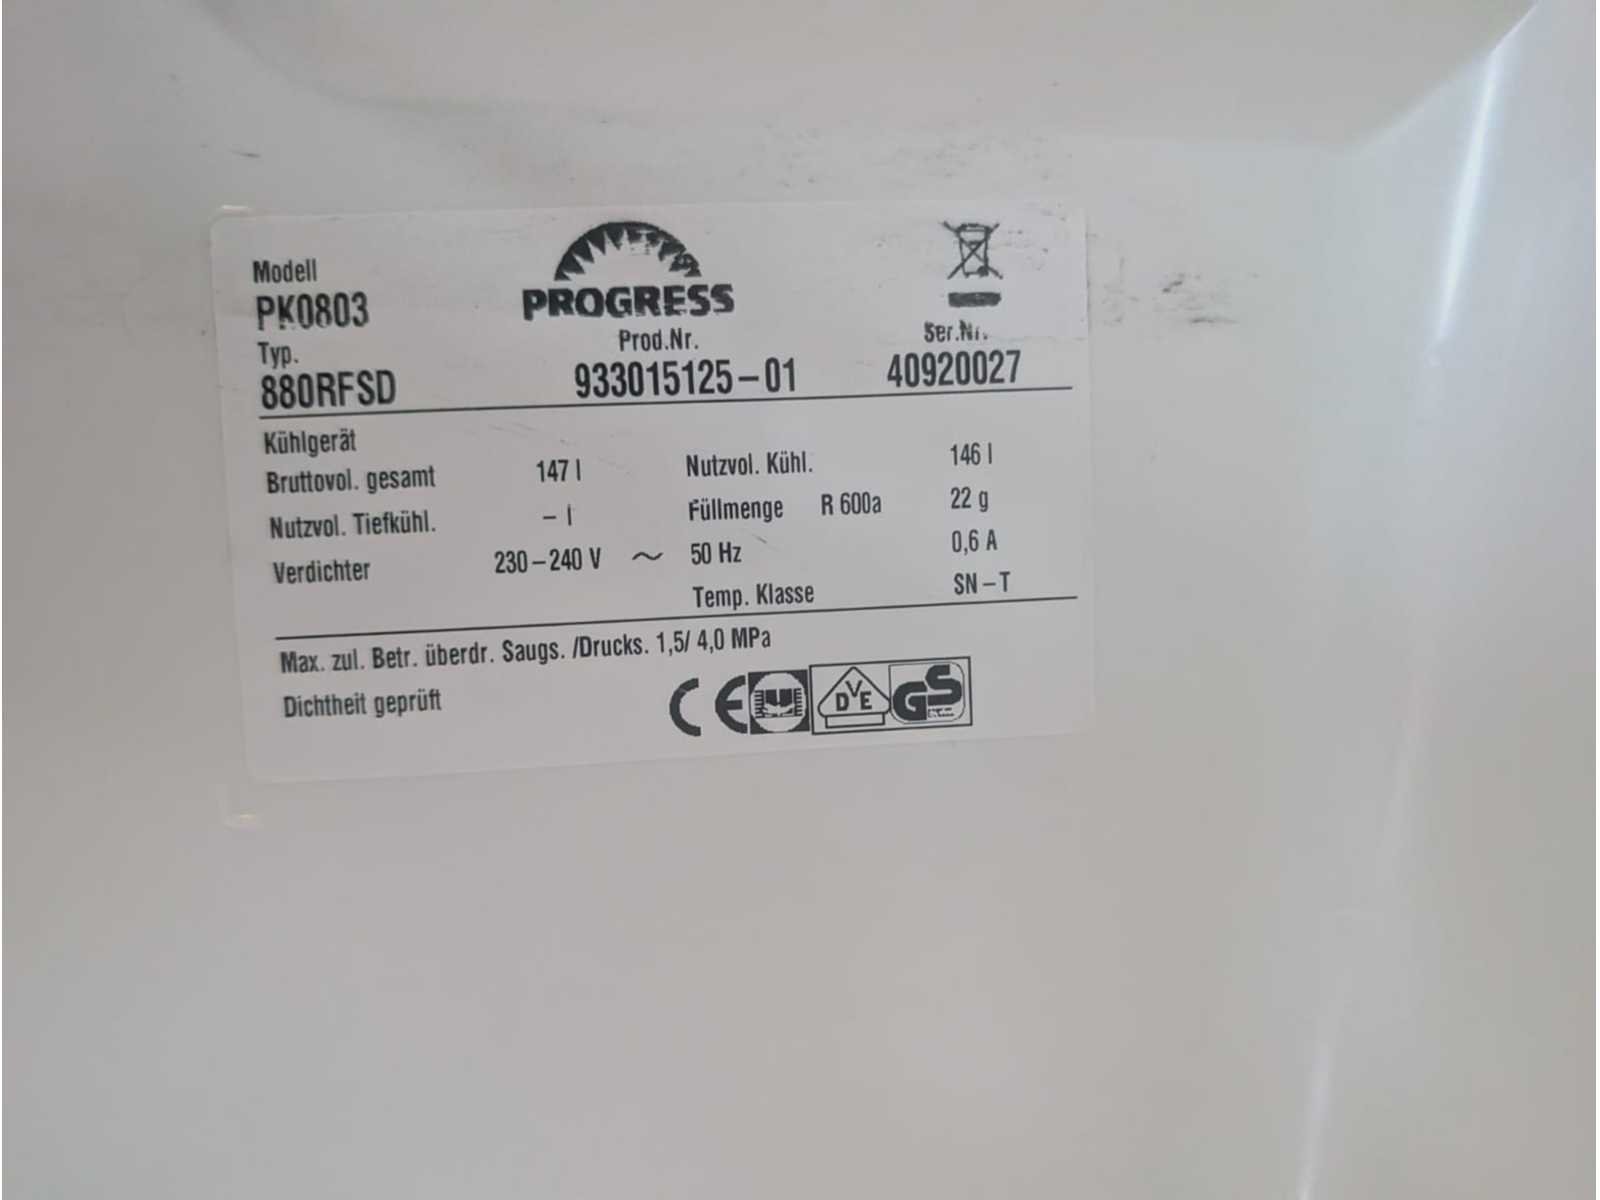 Modell
PK0803
Typ.
880RFSD
PROGRESS
Prod.Nr.
933015125-01
Ser.Nr.
40920027
Kühlgerät
Bruttovol. gesamt 147 l Nutzvol. Kühl. 146 l
Nutzvol. Tiefkühl. – l Füllmenge R 600a 22 g
Verdichter 230–240 V ~ 50 Hz 0,6 A
Temp. Klasse SN–T
Max. zul. Betr. überdr. Saugs. /Drucks. 1,5/ 4,0 MPa
Dichtheit geprüft
CE DVE GS